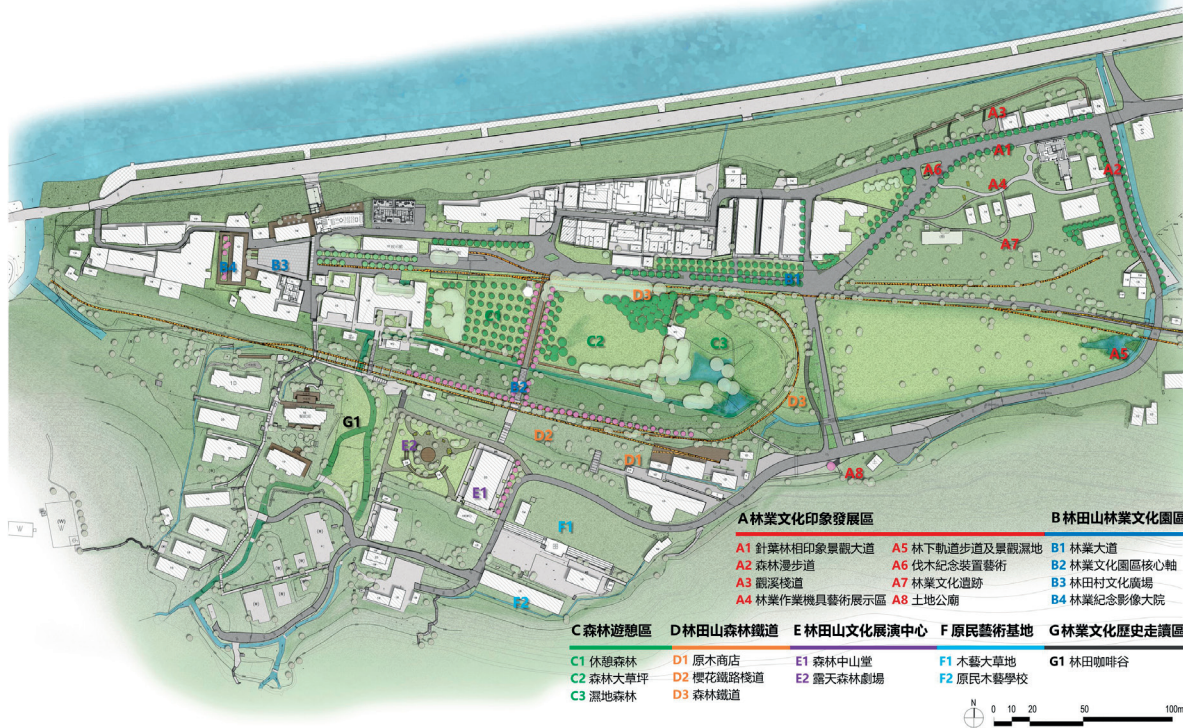 A3
A1
A6
A2
A4
A7
B4
B3
B1
D3
C1
C2
C3
A5
B2
D3
G1
D2
E2
D1
A8
E1
F1
F2
A 林業文化印象發展區
A1 針葉林相印象景觀大道
A2 森林漫步道
A3 觀溪棧道
A4 林業作業機具藝術展示區
A5 林下軌道步道及景觀濕地
A6 伐木紀念裝置藝術
A7 林業文化遺跡
A8 土地公廟
B 林田山林業文化園區
B1 林業大道
B2 林業文化園區核心軸
B3 林田村文化廣場
B4 林業紀念影像大院
C 森林遊憩區
C1 休憩森林
C2 森林大草坪
C3 濕地森林
D 林田山森林鐵道
D1 原木商店
D2 櫻花鐵路棧道
D3 森林鐵道
E 林田山文化展演中心
E1 森林中山堂
E2 露天森林劇場
F 原民藝術基地
F1 木藝大草地
F2 原民木藝學校
G 林業文化歷史走讀區
G1 林田咖啡谷
N
0 10 20 50 100m